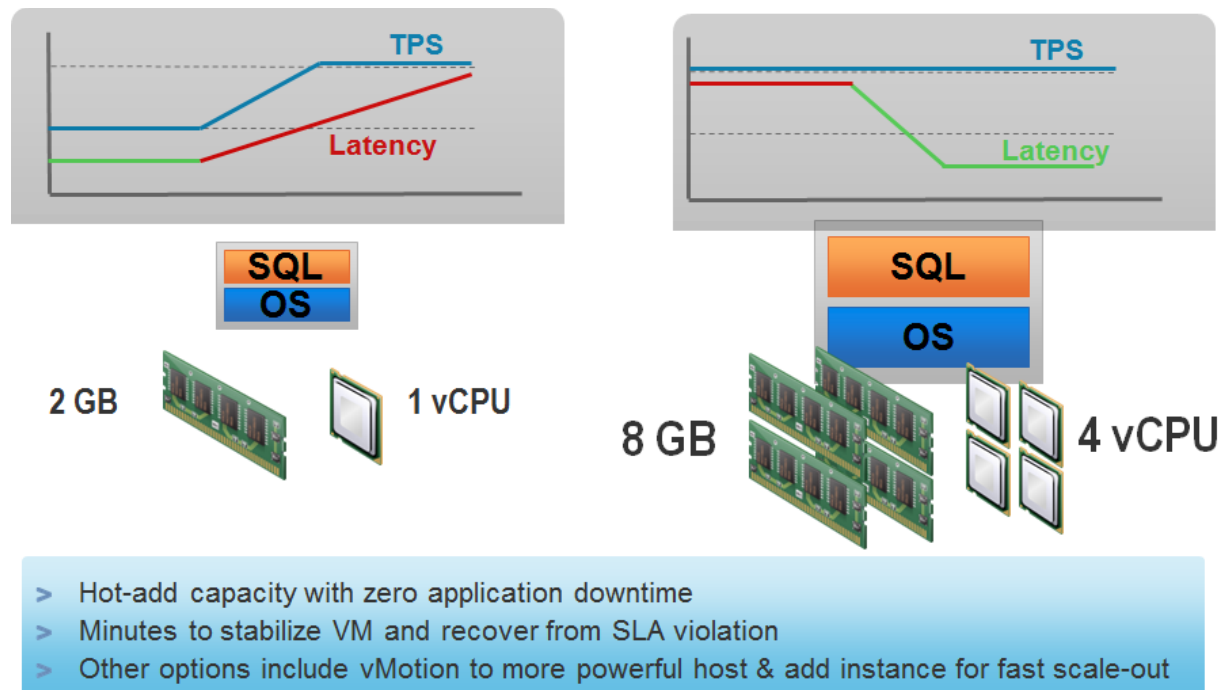 TPS
Latency
TPS
Latency
SQL
OS
2 GB
1 vCPU
SQL
OS
8 GB
4 vCPU
> Hot-add capacity with zero application downtime
> Minutes to stabilize VM and recover from SLA violation
> Other options include vMotion to more powerful host & add instance for fast scale-out